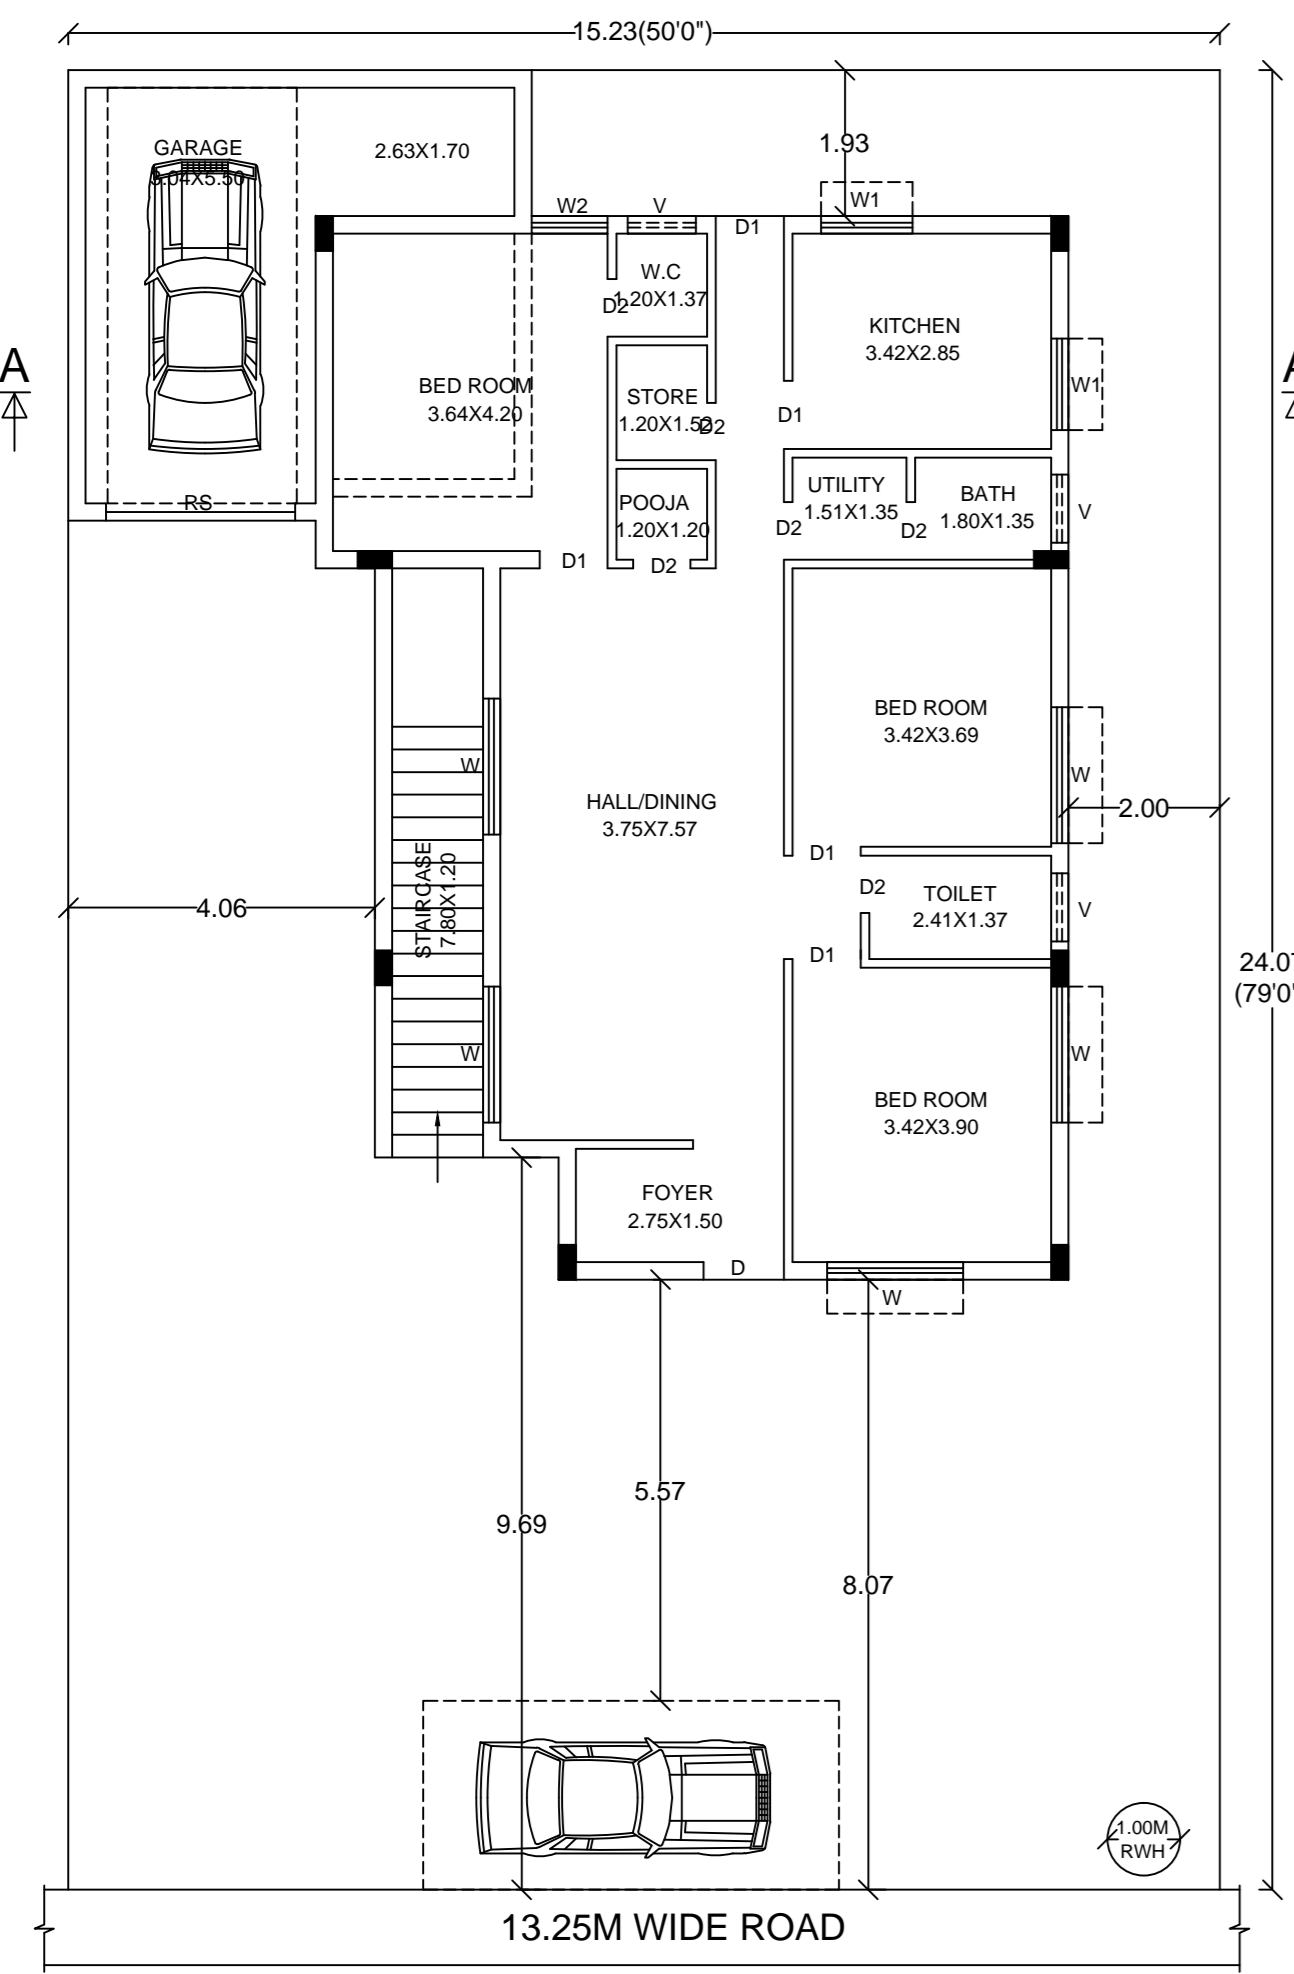 15.23(50'0")
GARAGE
3.04X5.50
2.63X1.70
1.93
W2
V
D1
W1
W.C
1.20X1.37
D2
KITCHEN
3.42X2.85
A
A
BED ROOM
3.64X4.20
STORE
1.20X1.52
D2
D1
W1
RS
POOJA
1.20X1.20
UTILITY
1.51X1.35
BATH
1.80X1.35
V
D2
D2
D1
D2
BED ROOM
3.42X3.69
W
W
HALL/DINING
3.75X7.57
2.00
STAIRCASE
7.80X1.20
D1
D2
TOILET
2.41X1.37
V
4.06
D1
24.07
(79'0"
W
W
BED ROOM
3.42X3.90
FOYER
2.75X1.50
D
W
5.57
9.69
8.07
1.00M
RWH
13.25M WIDE ROAD